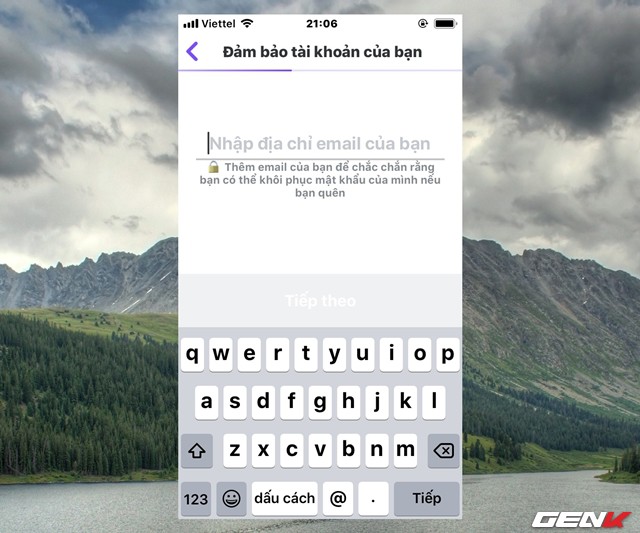 Viettel 21:06
Đảm bảo tài khoản của bạn
Nhập địa chỉ email của bạn
Thêm email của bạn để chắc chắn rằng
bạn có thể khôi phục mật khẩu của mình nếu
bạn quên
Tiếp theo
q w e r t y u i o p
a s d f g h j k l
z x c v b n m
123 dấu cách @ . Tiếp
GENK